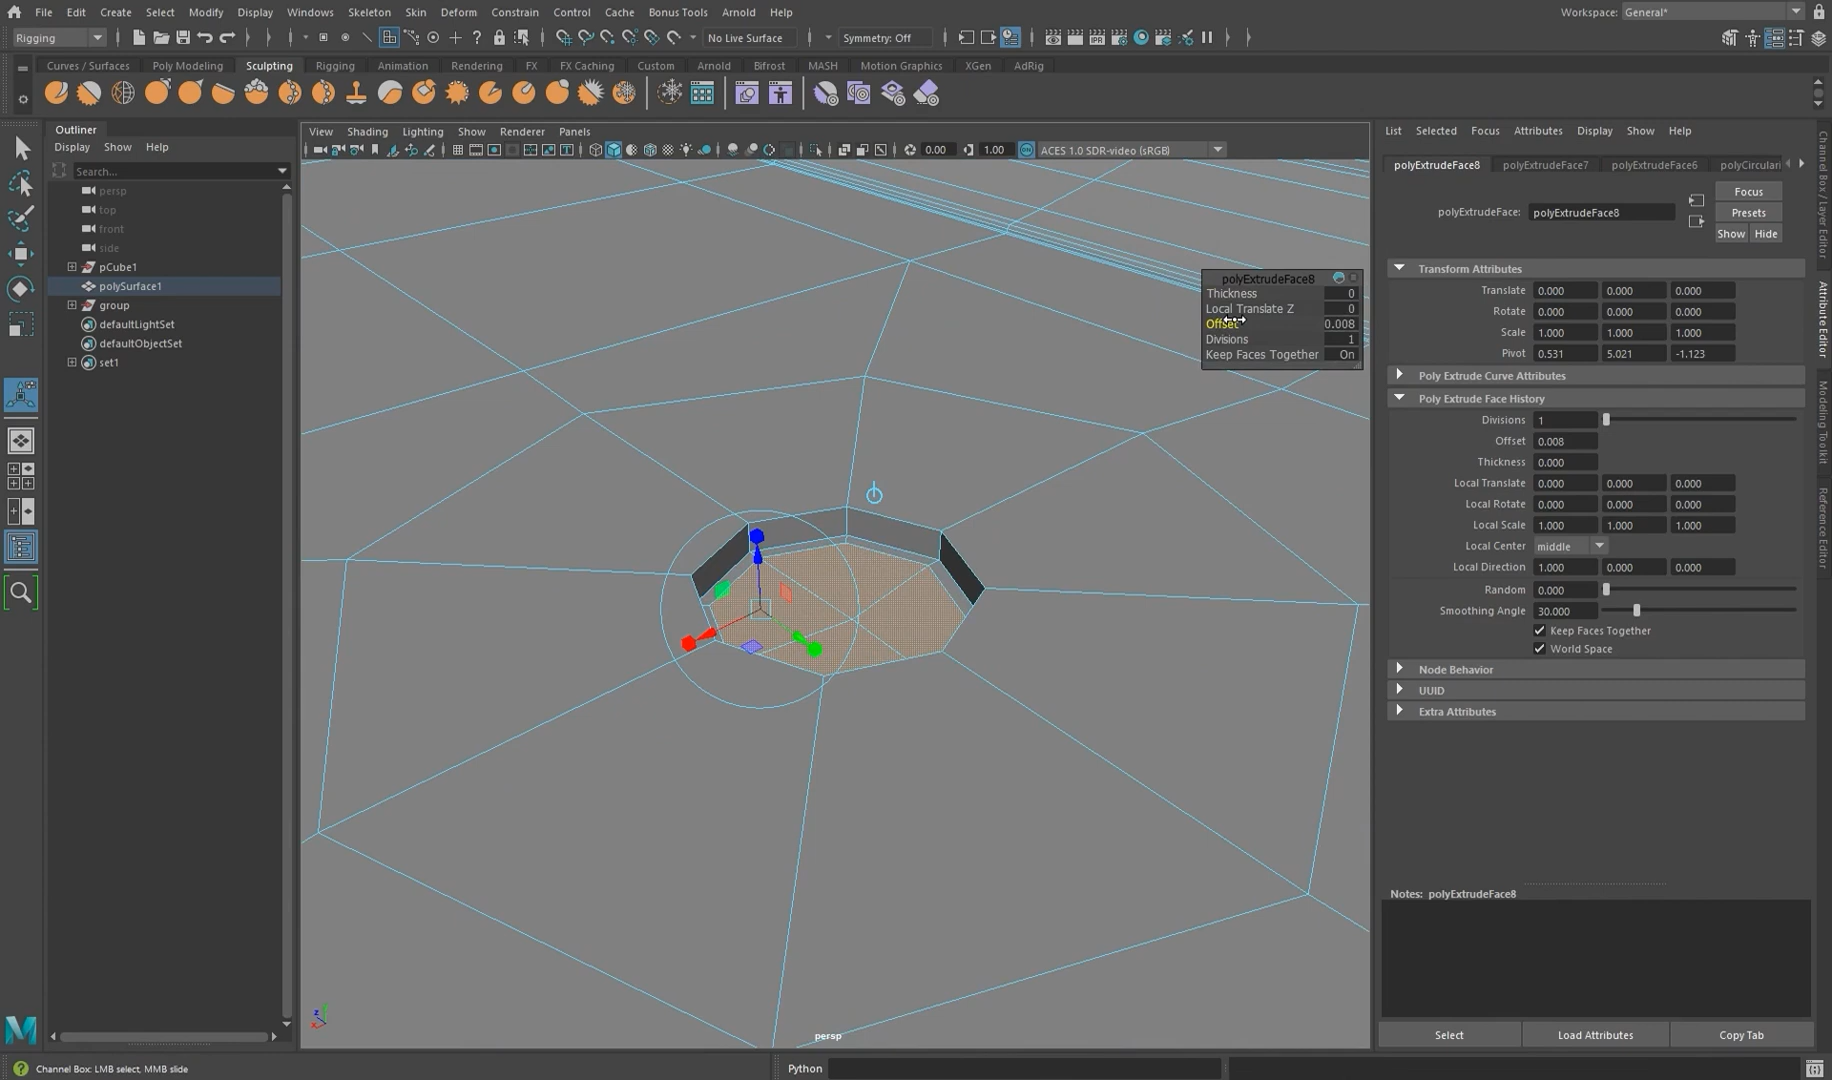 File Edit Create Select Modify Display Windows Skeleton Skin Deform Constrain Control Cache Bonus Tools Arnold Help Workspace: General*
Rigging No Live Surface Symmetry: Off
Curves / Surfaces Poly Modeling Sculpting Rigging Animation Rendering FX FX Caching Custom Arnold Bifrost MASH Motion Graphics XGen AdRig
Outliner
Display Show Help
Search...
persp
top
front
side
pCube1
polySurface1
group
defaultLightSet
defaultObjectSet
set1
View Shading Lighting Show Renderer Panels
0.00 1.00 ACES 1.0 SDR-video (sRGB)
polyExtrudeFace8
Thickness 0
Local Translate Z 0
Offset 0.008
Divisions 1
Keep Faces Together On
persp
List Selected Focus Attributes Display Show Help
polyExtrudeFace8 polyExtrudeFace7 polyExtrudeFace6 polyCirculari
Focus
polyExtrudeFace: polyExtrudeFace8 Presets
Show Hide
Transform Attributes
Translate 0.000 0.000 0.000
Rotate 0.000 0.000 0.000
Scale 1.000 1.000 1.000
Pivot 0.531 5.021 -1.123
Poly Extrude Curve Attributes
Poly Extrude Face History
Divisions 1
Offset 0.008
Thickness 0.000
Local Translate 0.000 0.000 0.000
Local Rotate 0.000 0.000 0.000
Local Scale 1.000 1.000 1.000
Local Center middle
Local Direction 1.000 0.000 0.000
Random 0.000
Smoothing Angle 30.000
Keep Faces Together
World Space
Node Behavior
UUID
Extra Attributes
Notes: polyExtrudeFace8
Select Load Attributes Copy Tab
Channel Box / Layer Editor
Attribute Editor
Modeling Toolkit
Reference Editor
Channel Box: LMB select, MMB slide Python